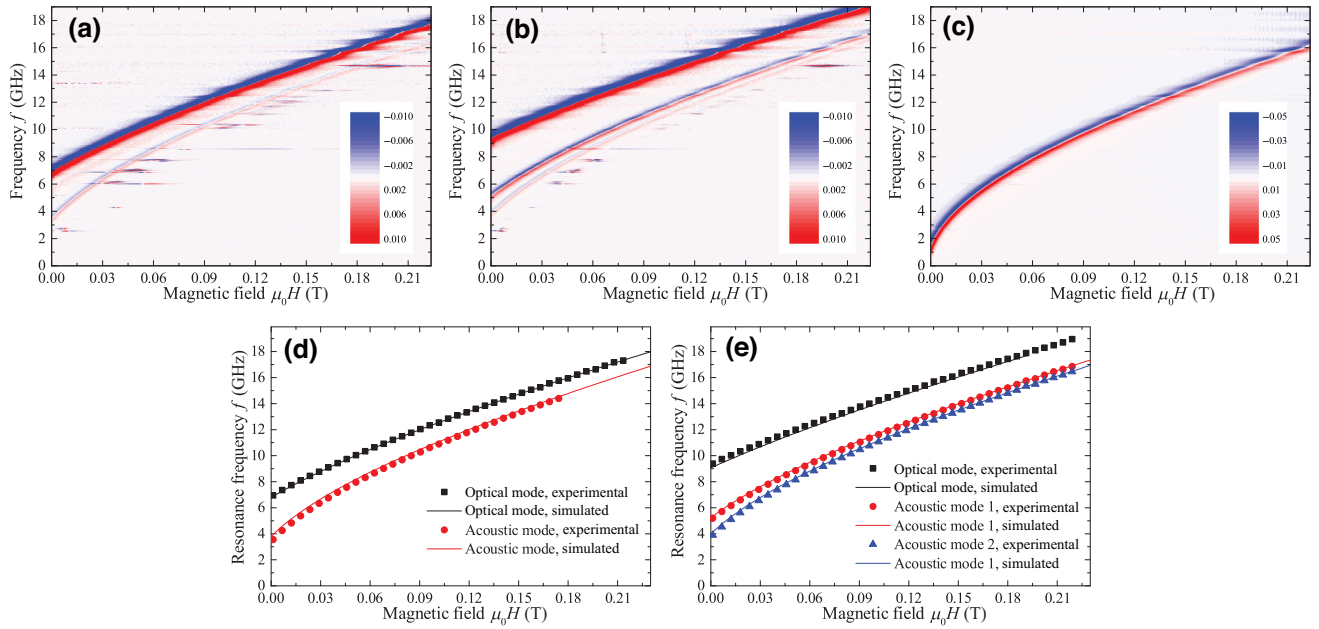 (a)
18
16
14
12
10
8
6
4
2
0
Frequency f (GHz)
−0.010
−0.006
−0.002
0.002
0.006
0.010
0.00 0.03 0.06 0.09 0.12 0.15 0.18 0.21
Magnetic field μ0H (T)
(b)
18
16
14
12
10
8
6
4
2
0
Frequency f (GHz)
−0.010
−0.006
−0.002
0.002
0.006
0.010
0.00 0.03 0.06 0.09 0.12 0.15 0.18 0.21
Magnetic field μ0H (T)
(c)
18
16
14
12
10
8
6
4
2
0
Frequency f (GHz)
−0.05
−0.03
−0.01
0.01
0.03
0.05
0.00 0.03 0.06 0.09 0.12 0.15 0.18 0.21
Magnetic field μ0H (T)
(d)
18
16
14
12
10
8
6
4
2
0
Resonance frequency f (GHz)
Optical mode, experimental
Optical mode, simulated
Acoustic mode, experimental
Acoustic mode, simulated
0.00 0.03 0.06 0.09 0.12 0.15 0.18 0.21
Magnetic field μ0H (T)
(e)
18
16
14
12
10
8
6
4
2
0
Resonance frequency f (GHz)
Optical mode, experimental
Optical mode, simulated
Acoustic mode 1, experimental
Acoustic mode 1, simulated
Acoustic mode 2, experimental
Acoustic mode 1, simulated
0.00 0.03 0.06 0.09 0.12 0.15 0.18 0.21
Magnetic field μ0H (T)